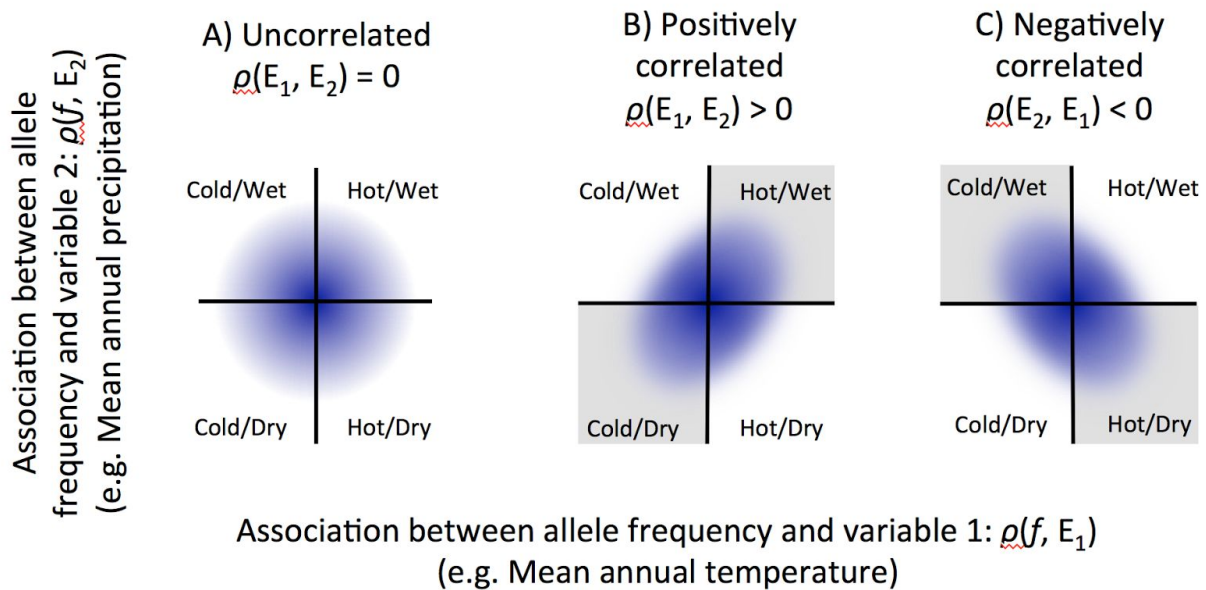 Association between allele
frequency and variable 2: ρ(f, E₂)
(e.g. Mean annual precipitation)
A) Uncorrelated
ρ(E₁, E₂) = 0
Cold/Wet Hot/Wet
Cold/Dry Hot/Dry
B) Positively
correlated
ρ(E₁, E₂) > 0
Cold/Wet Hot/Wet
Cold/Dry Hot/Dry
C) Negatively
correlated
ρ(E₂, E₁) < 0
Cold/Wet Hot/Wet
Cold/Dry Hot/Dry
Association between allele frequency and variable 1: ρ(f, E₁)
(e.g. Mean annual temperature)